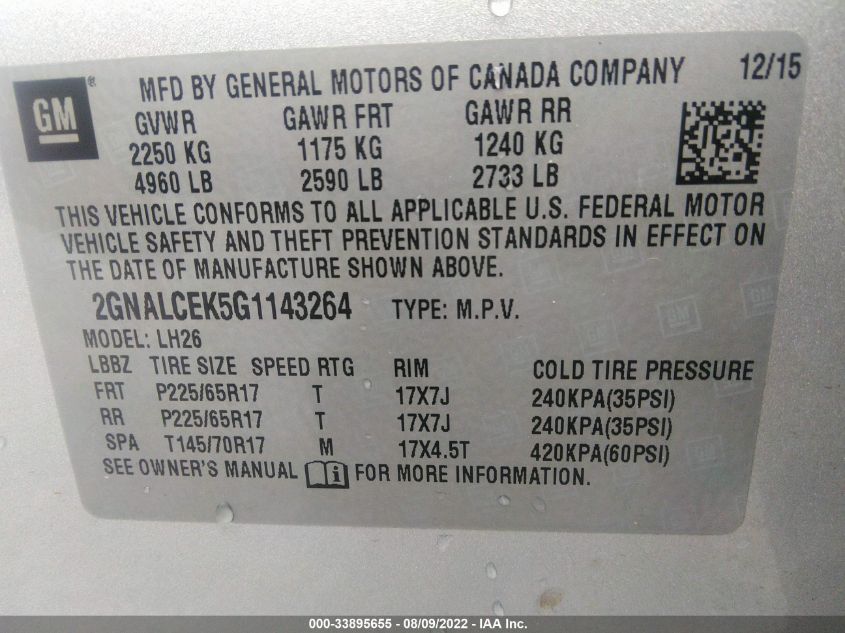 GM ® MFD BY GENERAL MOTORS OF CANADA COMPANY 12/15
GVWR GAWR FRT GAWR RR
2250 KG 1175 KG 1240 KG
4960 LB 2590 LB 2733 LB
THIS VEHICLE CONFORMS TO ALL APPLICABLE U.S. FEDERAL MOTOR
VEHICLE SAFETY AND THEFT PREVENTION STANDARDS IN EFFECT ON
THE DATE OF MANUFACTURE SHOWN ABOVE.
2GNALCEK5G1143264 TYPE: M.P.V.
MODEL: LH26
LBBZ TIRE SIZE SPEED RTG RIM COLD TIRE PRESSURE
FRT P225/65R17 T 17X7J 240KPA(35PSI)
RR P225/65R17 T 17X7J 240KPA(35PSI)
SPA T145/70R17 M 17X4.5T 420KPA(60PSI)
SEE OWNER'S MANUAL i FOR MORE INFORMATION.
000-33895655 - 08/09/2022 - © IAA Inc.